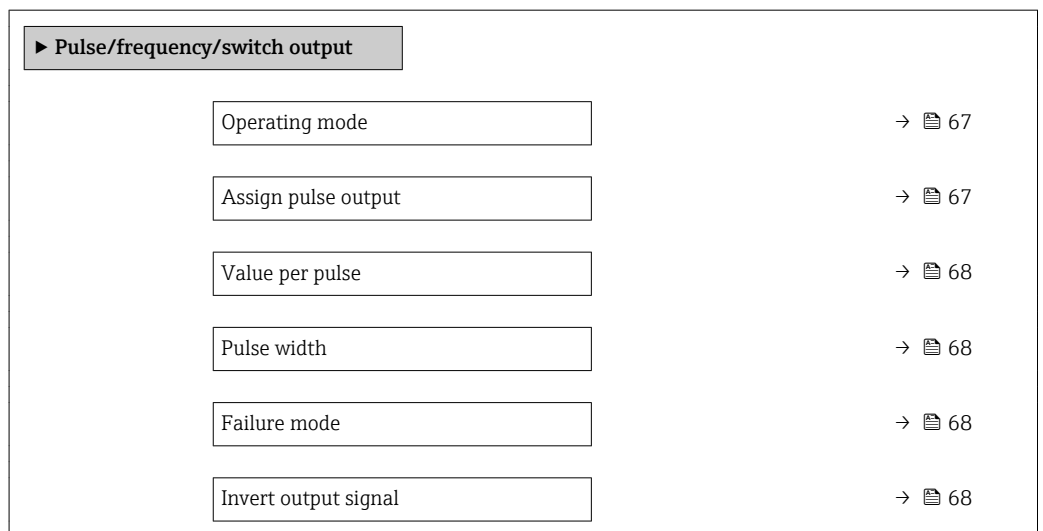 ▶ Pulse/frequency/switch output
Operating mode → 67
Assign pulse output → 67
Value per pulse → 68
Pulse width → 68
Failure mode → 68
Invert output signal → 68